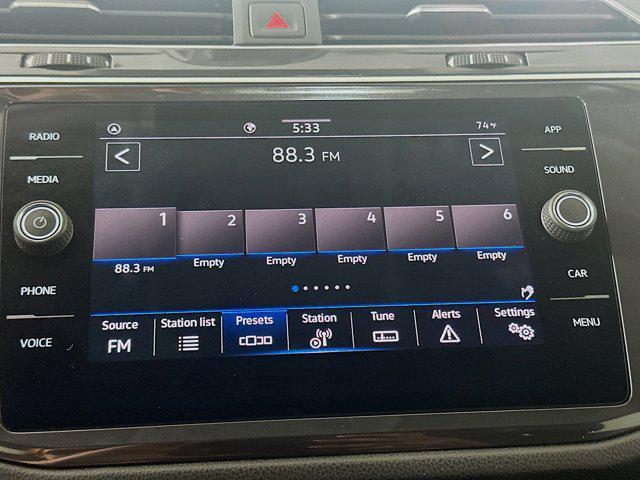 RADIO
MEDIA
PHONE
VOICE
5:33
74°F
< 88.3 FM >
1 2 3 4 5 6
88.3 FM Empty Empty Empty Empty Empty
Source Station list Presets Station Tune Alerts Settings
FM
APP
SOUND
CAR
MENU